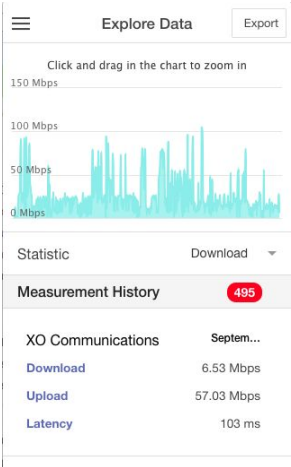 Explore Data
Export
Click and drag in the chart to zoom in
150 Mbps
100 Mbps
50 Mbps
0 Mbps
Statistic Download
Measurement History 495
XO Communications Septem...
Download 6.53 Mbps
Upload 57.03 Mbps
Latency 103 ms